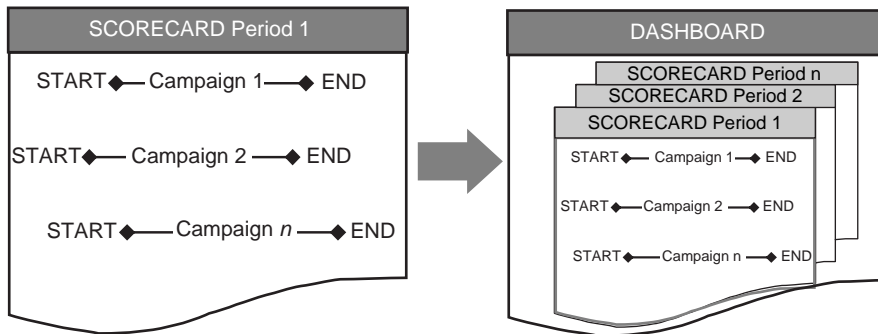 SCORECARD Period 1
START Campaign 1 END
START Campaign 2 END
START Campaign n END
DASHBOARD
SCORECARD Period n
SCORECARD Period 2
SCORECARD Period 1
START Campaign 1 END
START Campaign 2 END
START Campaign n END